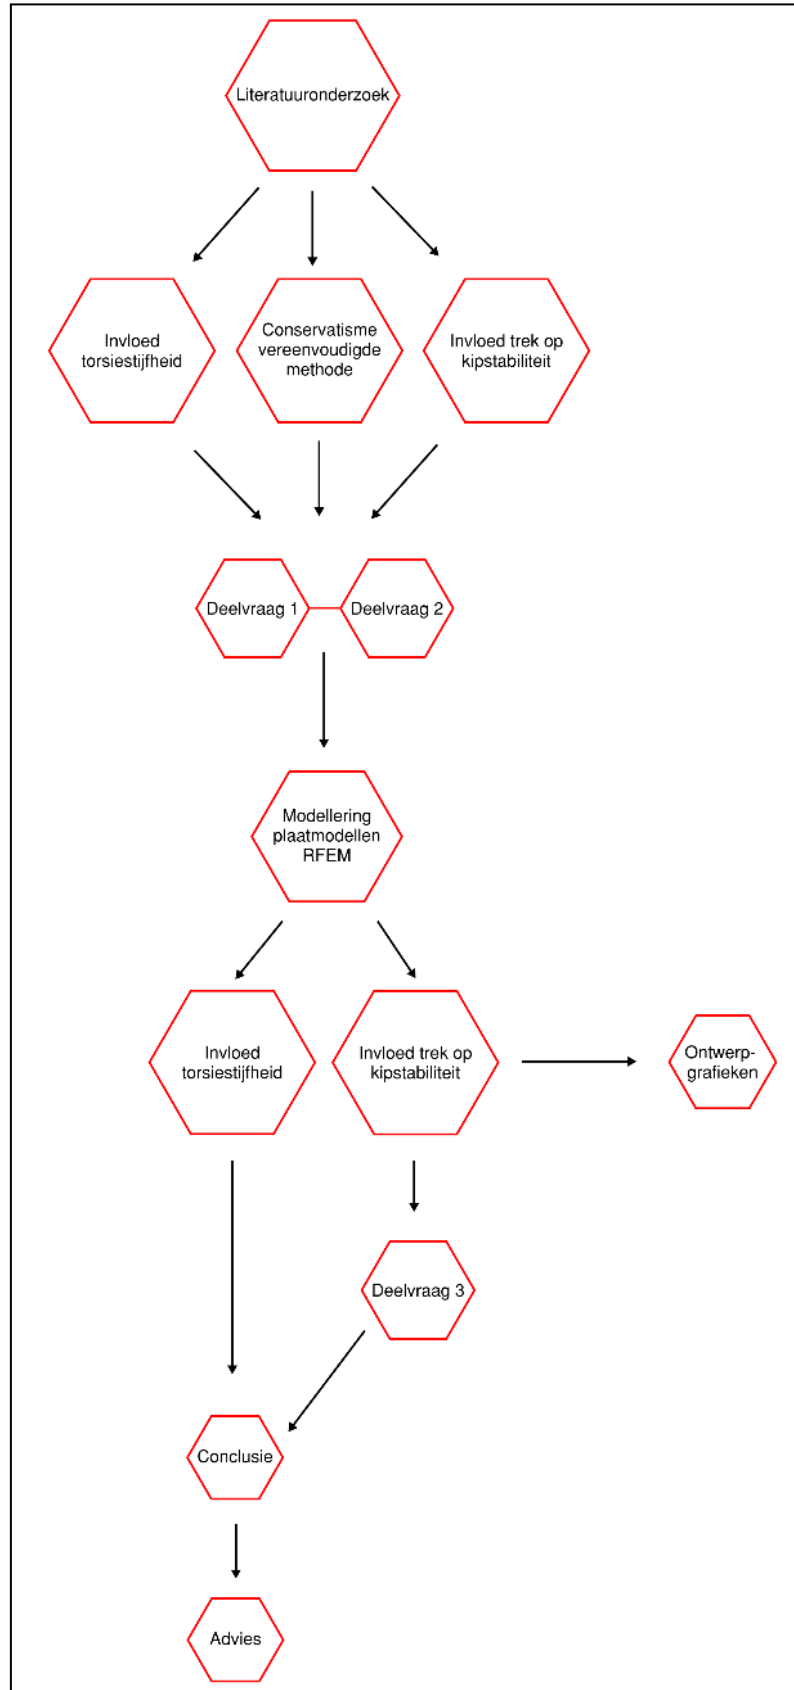 Literatuuronderzoek
Invloed
torsiestijfheid
Conservatisme
vereenvoudigde
methode
Invloed trek op
kipstabiliteit
Deelvraag 1
Deelvraag 2
Modellering
plaatmodellen
RFEM
Invloed
torsiestijfheid
Invloed trek op
kipstabiliteit
Ontwerp-
grafieken
Deelvraag 3
Conclusie
Advies